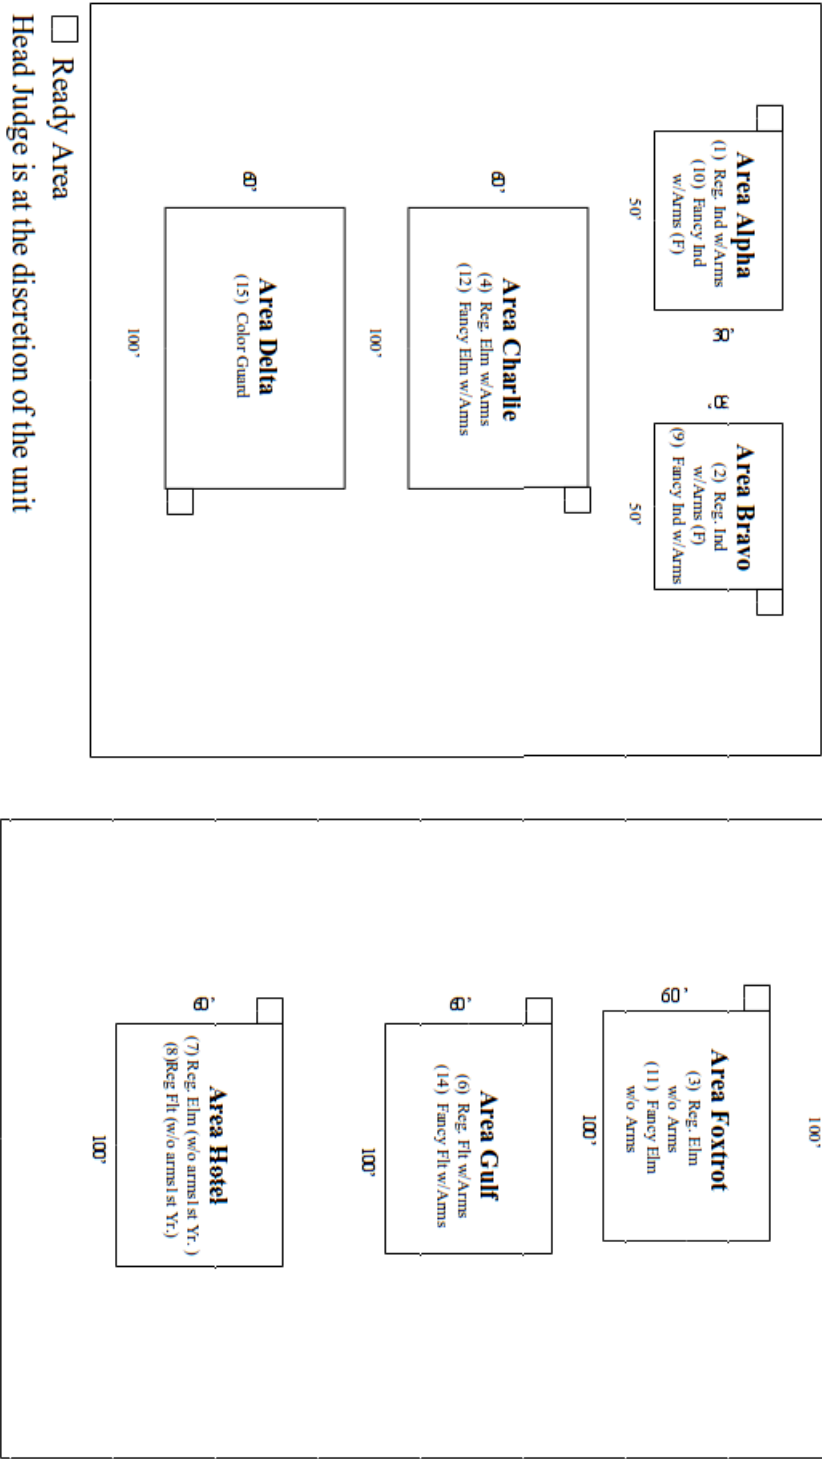 Area Alpha
(1) Reg. Ind w/Arms
(10) Fancy Ind
w/Arms (F)
50'
Area Bravo
(2) Reg. Ind
w/Arms (F)
(9) Fancy Ind w/Arms
50'
60'
Area Charlie
(4) Reg. Elm w/Arms
(12) Fancy Elm w/Arms
100'
60'
Area Delta
(15) Color Guard
100'
Ready Area
Head Judge is at the discretion of the unit
100'
60'
Area Foxtrot
(3) Reg. Elm
w/o Arms
(11) Fancy Elm
w/o Arms
100'
60'
Area Gulf
(6) Reg. Flt w/Arms
(14) Fancy Flt w/Arms
100'
60'
Area Hotel
(7) Reg. Elm (w/o arms1st Yr. )
(8)Reg Flt (w/o arms1st Yr.)
100'